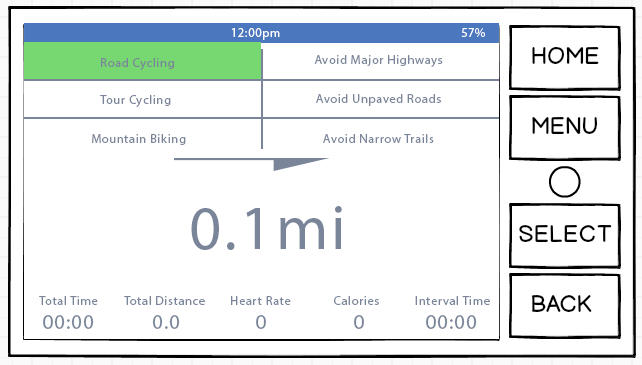 12:00pm 57%
Road Cycling Avoid Major Highways
Tour Cycling Avoid Unpaved Roads
Mountain Biking Avoid Narrow Trails
0.1mi
Total Time Total Distance Heart Rate Calories Interval Time
00:00 0.0 0 0 00:00
HOME
MENU
SELECT
BACK